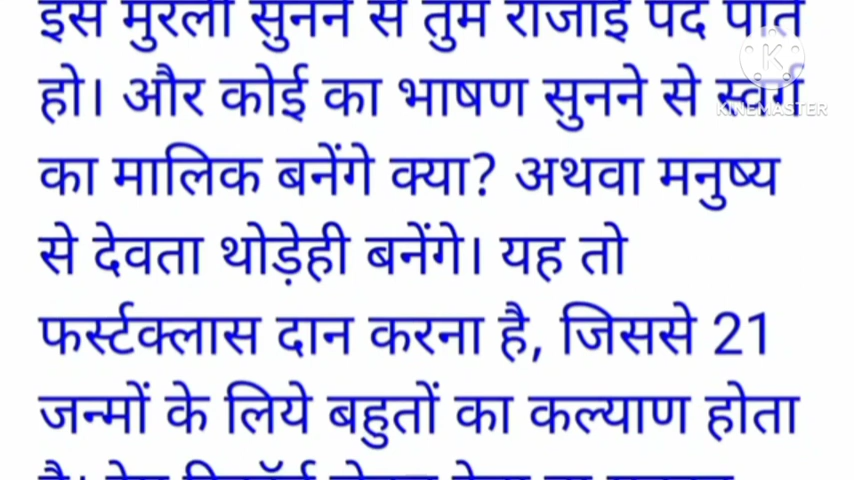 इस मुरली सुनने से तुम राजाई पद पाते
हो। और कोई का भाषण सुनने से स्वर्ग
का मालिक बनेंगे क्या? अथवा मनुष्य
से देवता थोड़ेही बनेंगे। यह तो
फर्स्टक्लास दान करना है, जिससे 21
जन्मों के लिये बहुतों का कल्याण होता
K
KINEMASTER